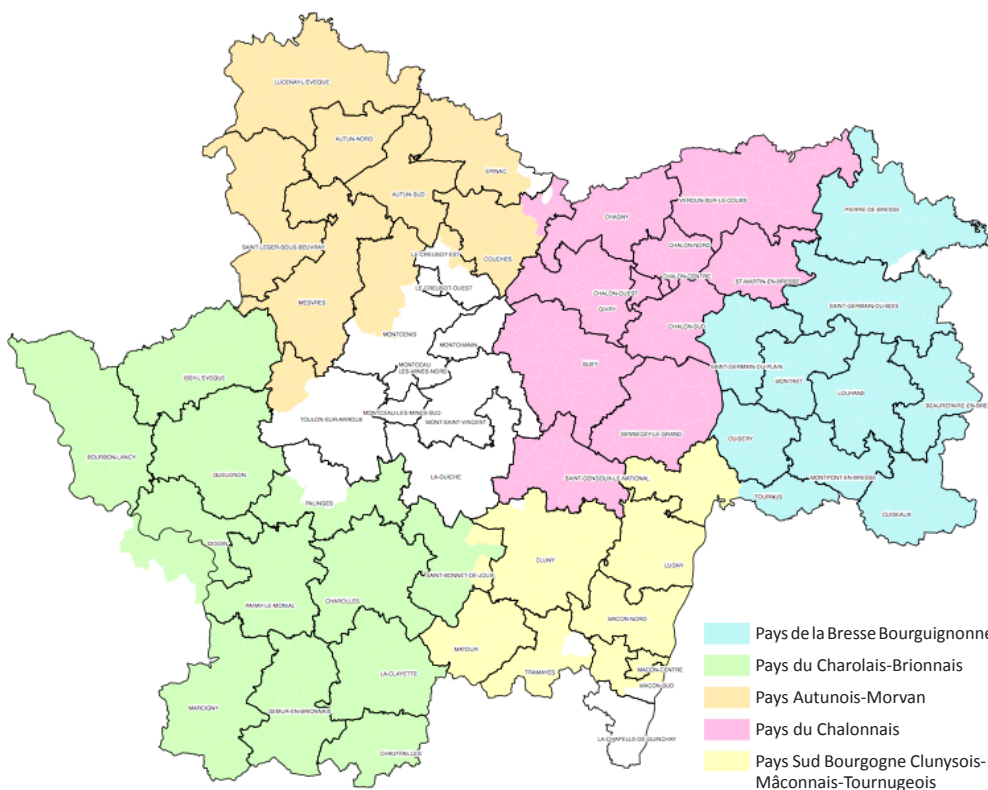 LUCENAY-L'EVEQUE
AUTUN-NORD
EPINAC
AUTUN-SUD
VERDUN-SUR-LE-DOUBS
PIERRE-DE-BRESSE
CHAGNY
SAINT-LEGER-SOUS-BEUVRAY
CHALON-NORD
LE-CREUSOT-EST
COUCHES
CHALON-CENTRE
ST-MARTIN-EN-BRESSE
LE-CREUSOT-OUEST
CHALON-OUEST
MESVRES
SAINT-GERMAIN-DU-BOIS
GIVRY
CHALON-SUD
MONTCENIS
MONTCHANIN
BUXY
SAINT-GERMAIN-DU-PLAIN
MONTCEAU
LES-MINES-NORD
MONTRET
ISSY-L'EVEQUE
LOUHANS
BEAUREPAIRE-EN-BRE
MONTCEAU-LES-MINES-SUD
TOULON-SUR-ARROUX
MONT-SAINT-VINCENT
SENNECEY-LE-GRAND
CUISERY
BOURBON-LANCY
GUEUGNON
LA-GUICHE
SAINT-GENGOUX-LE-NATIONAL
MONTPONT-EN-BRESSE
TOURNUS
PALINGES
CUISEAUX
DIGOIN
CLUNY
LUGNY
SAINT-BONNET-DE-JOUX
PARAY-LE-MONIAL
CHAROLLES
MACON-NORD
MATOUR
LA-CLAYETTE
TRAMAYES
MACON-CENTRE
MACON-SUD
MARCIGNY
SEMUR-EN-BRIONNAIS
LA-CHAPELLE-DE-GUINCHAY
CHAUFFAILLES
Pays de la Bresse Bourguignonne
Pays du Charolais-Brionnais
Pays Autunois-Morvan
Pays du Chalonnais
Pays Sud Bourgogne Clunysois-
Mâconnais-Tournugeois